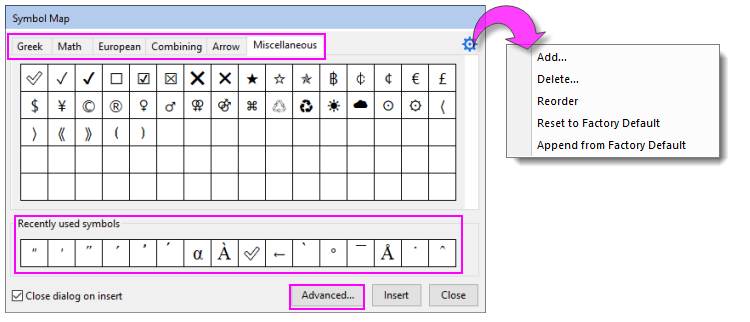 Symbol Map
Greek Math European Combining Arrow Miscellaneous
✓ ✓ ✔ ☐ ☑ ☒ ✖ ✕ ★ ☆ ✯ ฿ ₵ ¢ € £
$ ¥ © ® ♀ ♂ ⚢ ⚤ ⌘ ♺ ♻ ☀ ☁ ⊙ ⛭ ⟨
⟩ ⟪ ⟫ ( )
Recently used symbols
″ ′ ˝ ˊ ʼ ˊ α À ✓ ← ` ° ¯ Å ˙ ˆ
Close dialog on insert
Advanced... Insert Close
Add...
Delete...
Reorder
Reset to Factory Default
Append from Factory Default